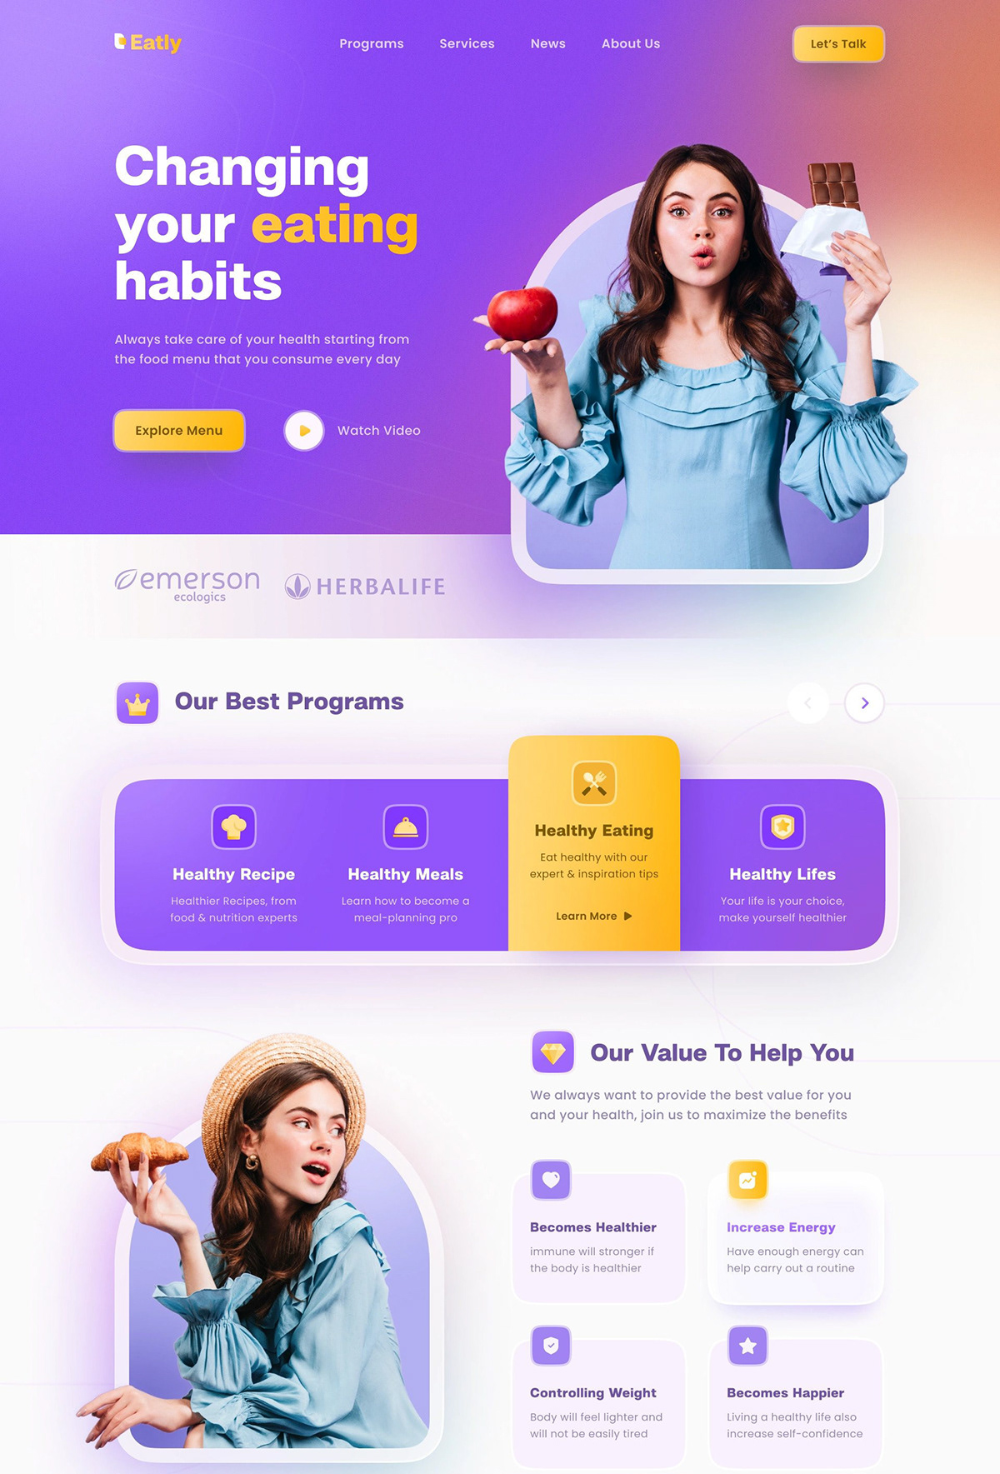 Eatly
Programs
Services
News
About Us
Let's Talk
Changing
your eating
habits
Always take care of your health starting from
the food menu that you consume every day
Explore Menu
Watch Video
emerson
ecologics
HERBALIFE
Our Best Programs
Healthy Recipe
Healthier Recipes, from
food & nutrition experts
Healthy Meals
Learn how to become a
meal-planning pro
Healthy Eating
Eat healthy with our
expert & inspiration tips
Learn More
Healthy Lifes
Your life is your choice,
make yourself healthier
Our Value To Help You
We always want to provide the best value for you
and your health, join us to maximize the benefits
Becomes Healthier
immune will stronger if
the body is healthier
Increase Energy
Have enough energy can
help carry out a routine
Controlling Weight
Body will feel lighter and
will not be easily tired
Becomes Happier
Living a healthy life also
increase self-confidence